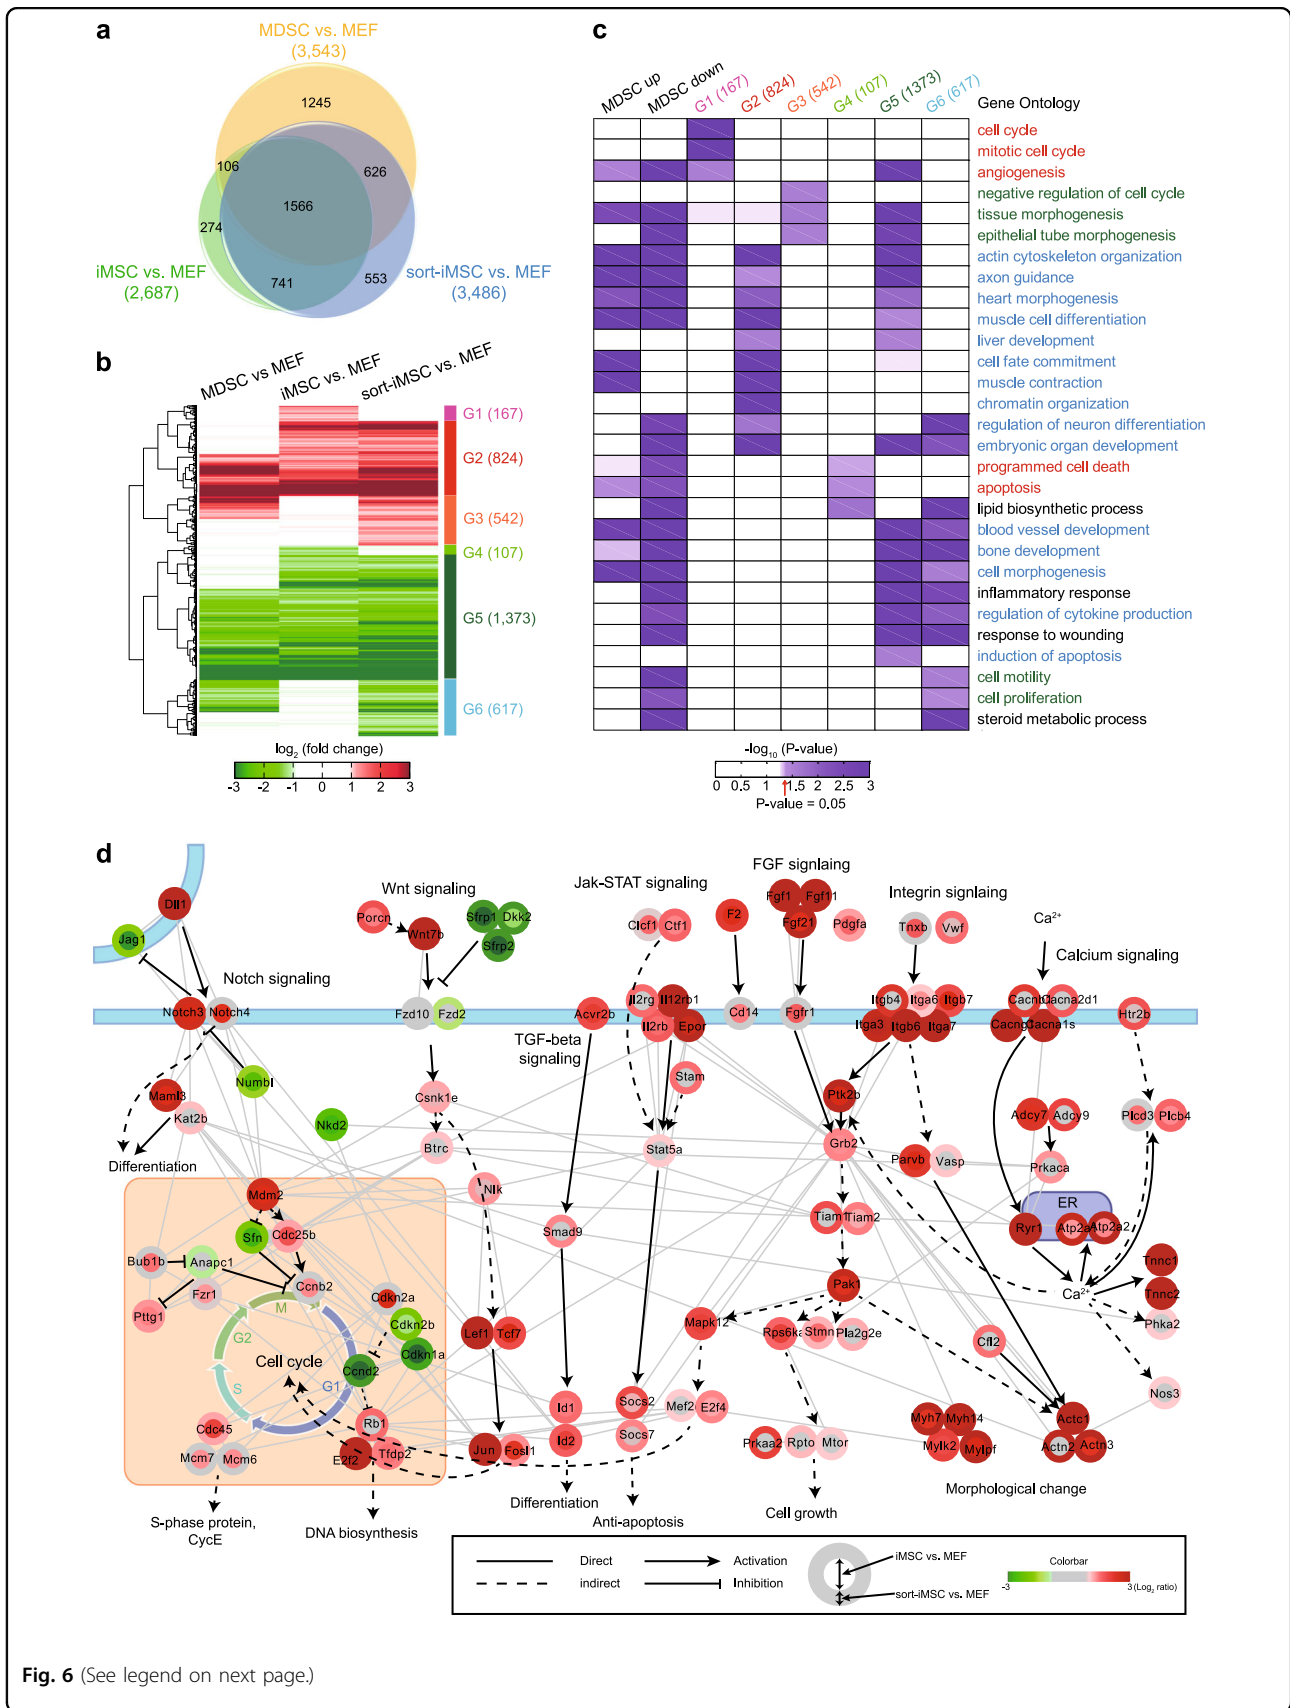 a
MDSC vs. MEF
(3,543)
1245
106
626
1566
274
741
553
iMSC vs. MEF
(2,687)
sort-iMSC vs. MEF
(3,486)
b
MDSC vs MEF
iMSC vs. MEF
sort-iMSC vs. MEF
G1 (167)
G2 (824)
G3 (542)
G4 (107)
G5 (1,373)
G6 (617)
log2 (fold change)
-3 -2 -1 0 1 2 3
c
MDSC up
MDSC down
G1 (167)
G2 (824)
G3 (542)
G4 (107)
G5 (1373)
G6 (617)
Gene Ontology
cell cycle
mitotic cell cycle
angiogenesis
negative regulation of cell cycle
tissue morphogenesis
epithelial tube morphogenesis
actin cytoskeleton organization
axon guidance
heart morphogenesis
muscle cell differentiation
liver development
cell fate commitment
muscle contraction
chromatin organization
regulation of neuron differentiation
embryonic organ development
programmed cell death
apoptosis
lipid biosynthetic process
blood vessel development
bone development
cell morphogenesis
inflammatory response
regulation of cytokine production
response to wounding
induction of apoptosis
cell motility
cell proliferation
steroid metabolic process
-log10 (P-value)
0 0.5 1 1.5 2 2.5 3
P-value = 0.05
d
Dll1
Jag1
Notch signaling
Notch3
Notch4
Numbl
Maml3
Kat2b
Differentiation
Wnt signaling
Porcn
Wnt7b
Sfrp1
Dkk2
Sfrp2
Fzd10
Fzd2
Csnk1e
Btrc
Nkd2
Nlk
Jak-STAT signaling
Clcf1
Ctf1
Il2rg
Il12rb1
Il2rb
Epor
Acvr2b
TGF-beta
signaling
Stam
Stat5a
Smad9
F2
Cd14
FGF signlaing
Fgf1
Fgf11
Fgf21
Pdgfa
Fgfr1
Integrin signlaing
Tnxb
Vwf
Itgb4
Itga6
Itgb7
Itga3
Itgb6
Itga7
Ptk2b
Grb2
Parvb
Vasp
Tiam1
Tiam2
Pak1
Ca2+
Calcium signaling
Cacnb
Cacna2d1
Cacng
Cacna1s
Htr2b
Adcy7
Adcy9
Plcd3
Plcb4
Prkaca
ER
Ryr1
Atp2a
Atp2a2
Ca2+
Tnnc1
Tnnc2
Phka2
Nos3
Mdm2
Sfn
Cdc25b
Bub1b
Anapc1
Fzr1
Pttg1
Ccnb2
M
G2
S
G1
Cell cycle
Cdkn2a
Cdkn2b
Cdkn1a
Ccnd2
Rb1
Cdc45
Mcm7
Mcm6
E2f2
Tfdp2
S-phase protein,
CycE
DNA biosynthesis
Lef1
Tcf7
Jun
Fosl1
Id1
Id2
Differentiation
Socs2
Socs7
Anti-apoptosis
Mapk12
Mef2
E2f4
Rps6ka
Stmn
Pla2g2e
Prkaa2
Rpto
Mtor
Cell growth
Cfl2
Myh7
Myh14
Mylk2
Mylpf
Actc1
Actn2
Actn3
Morphological change
Direct
Activation
indirect
Inhibition
iMSC vs. MEF
sort-iMSC vs. MEF
Colorbar
-3
3 (Log2 ratio)
Fig. 6 (See legend on next page.)